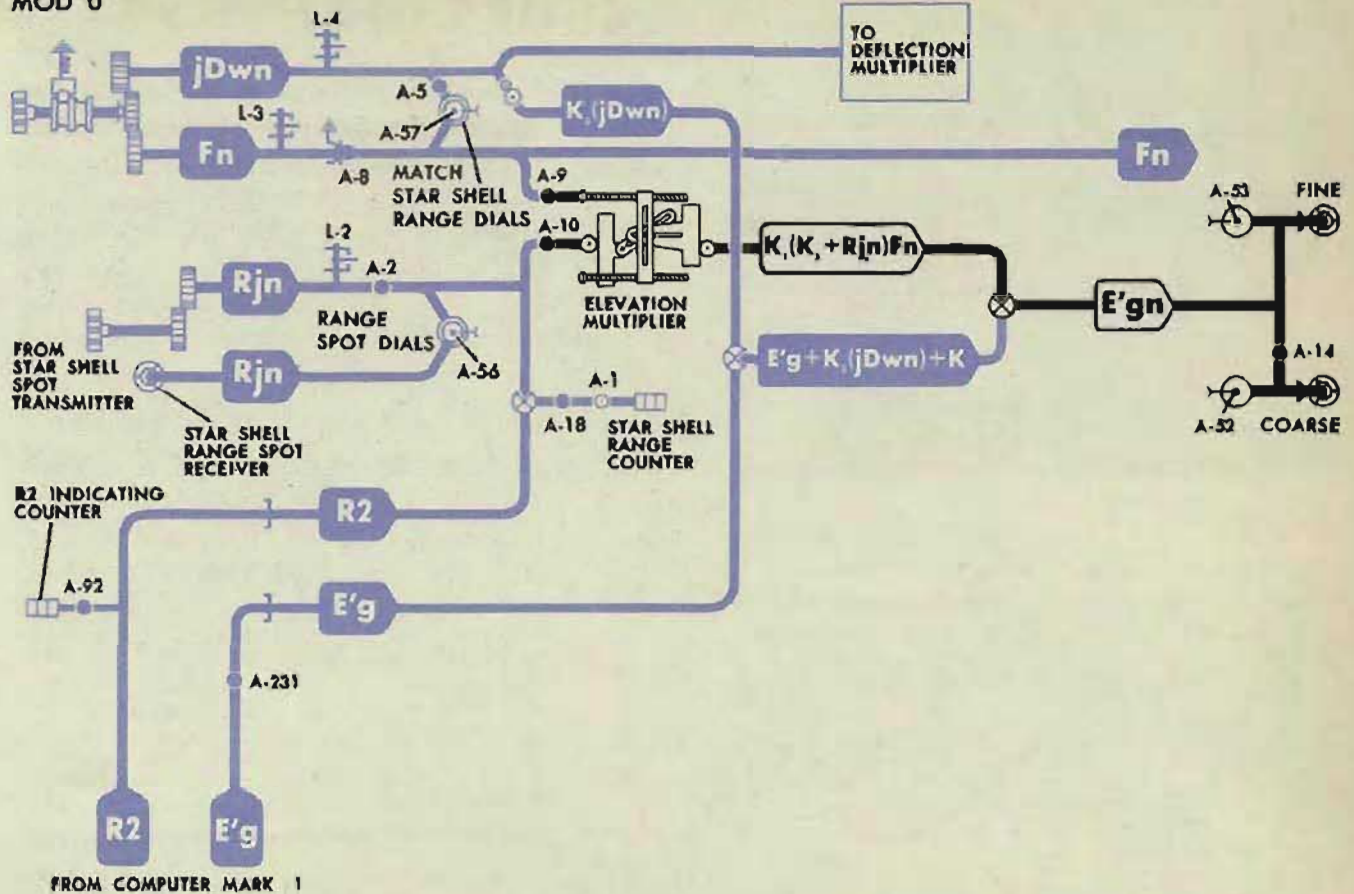 MOD 0
L-4
TO
DEFLECTION
MULTIPLIER
jDwn
A-5
K₁(jDwn)
L-3
A-57
Fn
A-8
MATCH
STAR SHELL
RANGE DIALS
A-9
Fn
A-53
FINE
A-10
L-2
K₁(K₂+Rjn)Fn
Rjn
A-2
ELEVATION
MULTIPLIER
E'gn
RANGE
SPOT DIALS
A-14
FROM
STAR SHELL
SPOT
TRANSMITTER
Rjn
A-56
E'g+K₁(jDwn)+K
A-1
A-52
COARSE
A-18
STAR SHELL
RANGE
COUNTER
STAR SHELL
RANGE SPOT
RECEIVER
R2 INDICATING
COUNTER
R2
A-92
E'g
A-231
R2
E'g
FROM COMPUTER MARK 1